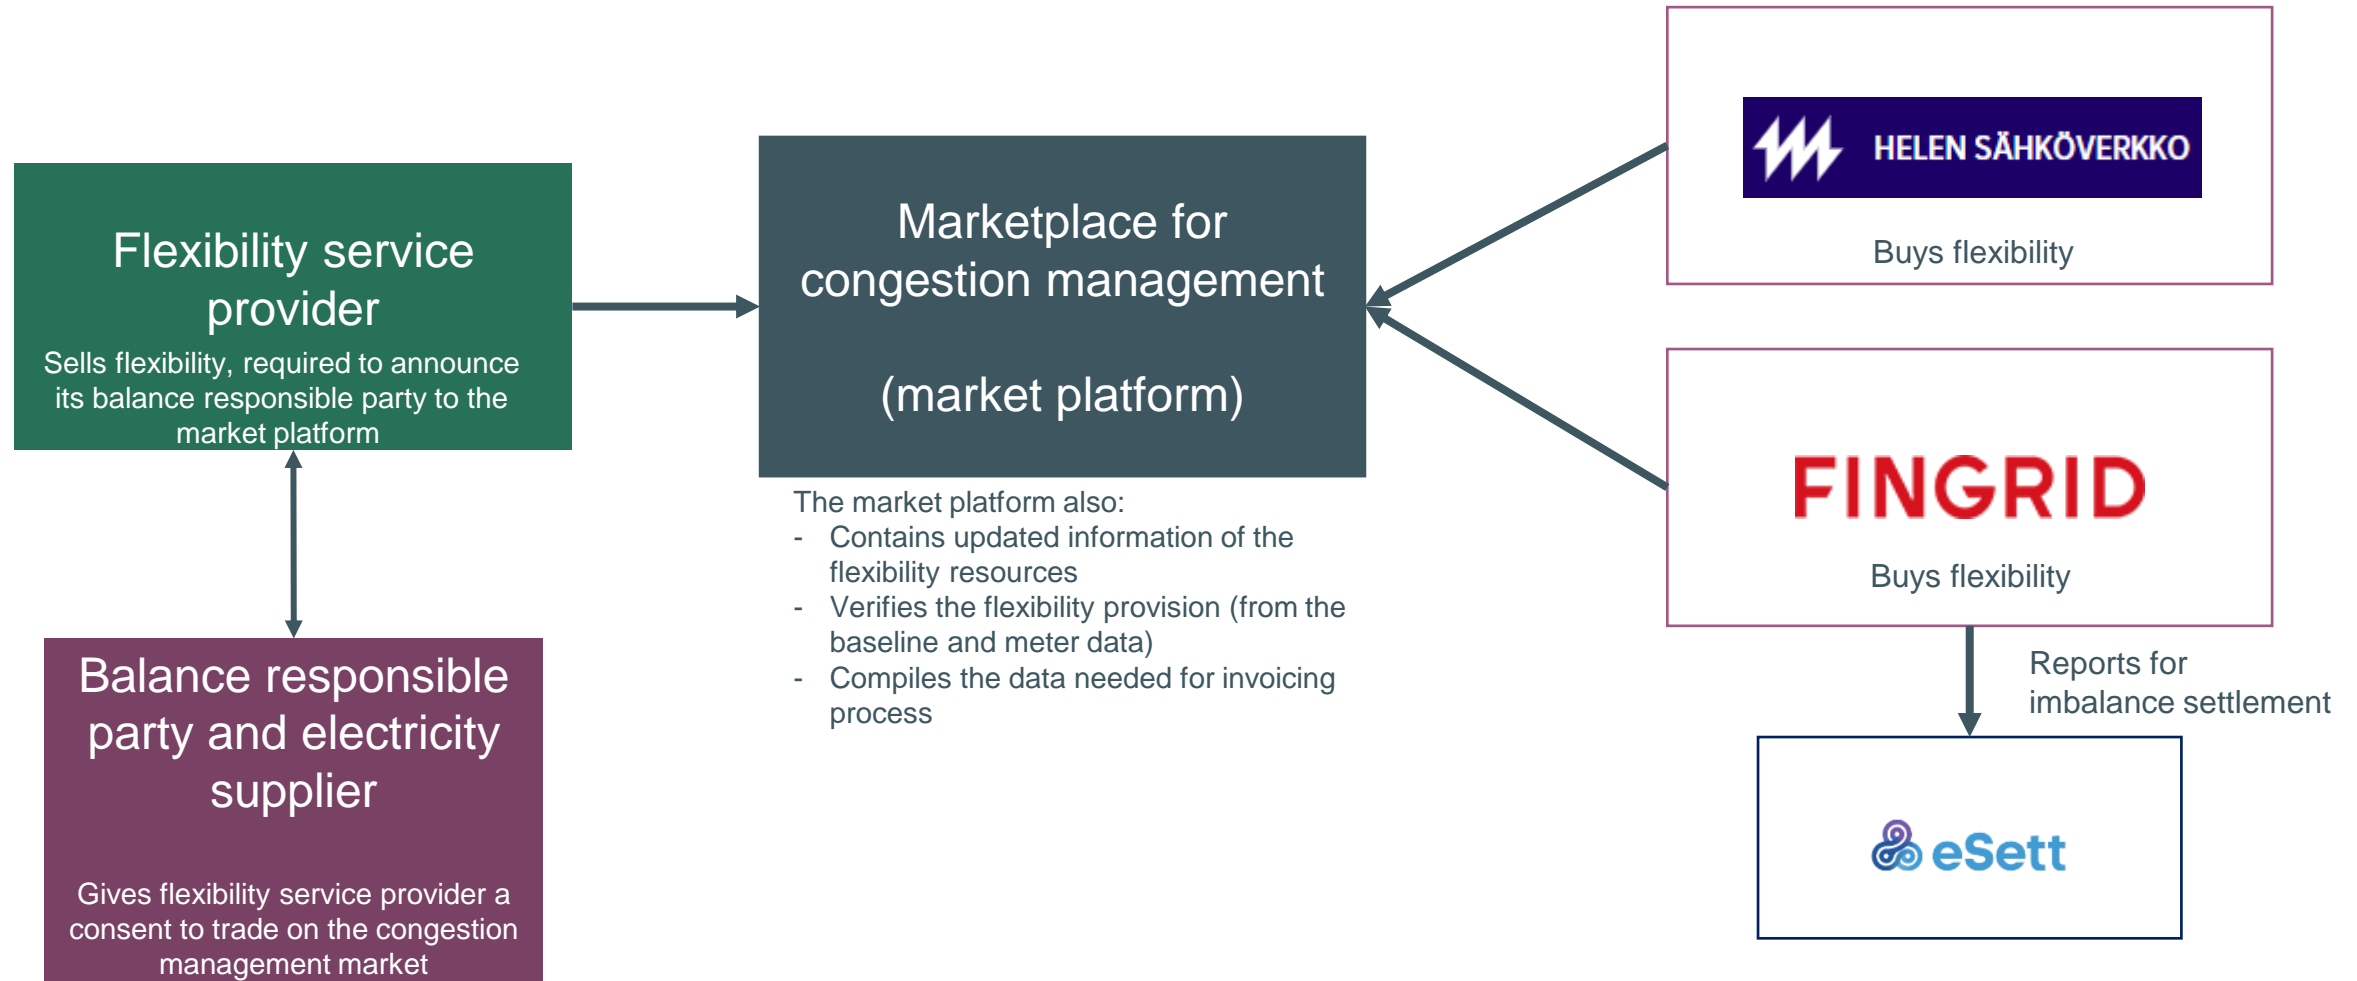 Flexibility service
provider
Sells flexibility, required to announce
its balance responsible party to the
market platform
Balance responsible
party and electricity
supplier
Gives flexibility service provider a
consent to trade on the congestion
management market
Marketplace for
congestion management
(market platform)
The market platform also:
- Contains updated information of the
flexibility resources
- Verifies the flexibility provision (from the
baseline and meter data)
- Compiles the data needed for invoicing
process
HELEN SÄHKÖVERKKO
Buys flexibility
FINGRID
Buys flexibility
Reports for
imbalance settlement
eSett